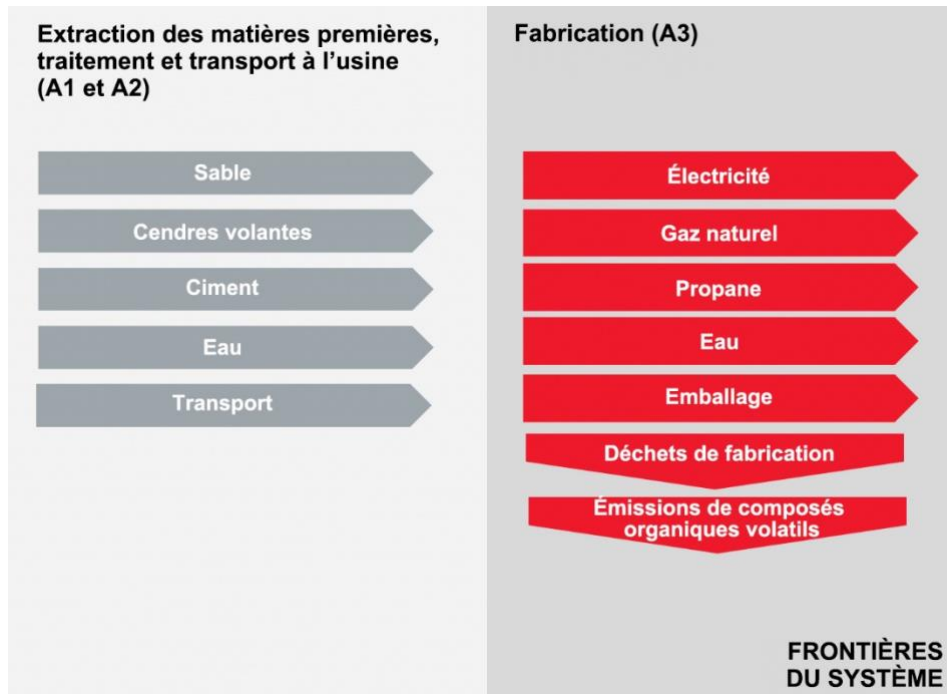 Extraction des matières premières,
traitement et transport à l'usine
(A1 et A2)
Sable
Cendres volantes
Ciment
Eau
Transport
Fabrication (A3)
Électricité
Gaz naturel
Propane
Eau
Emballage
Déchets de fabrication
Émissions de composés
organiques volatils
FRONTIÈRES
DU SYSTÈME